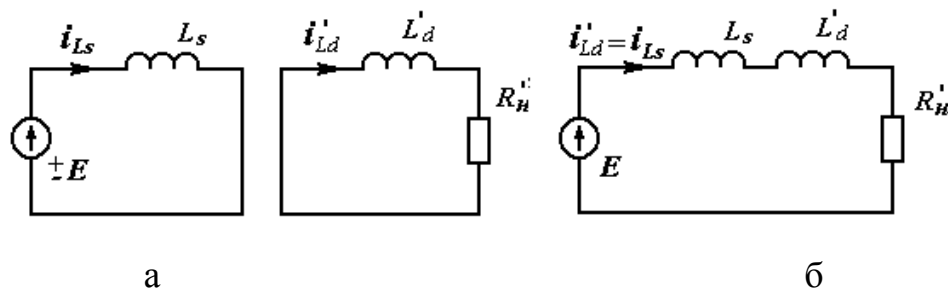 i_Ls L_s i'_Ld L'_d i'_Ld = i_Ls L_s L'_d
R'_н R'_н
±E E
а б